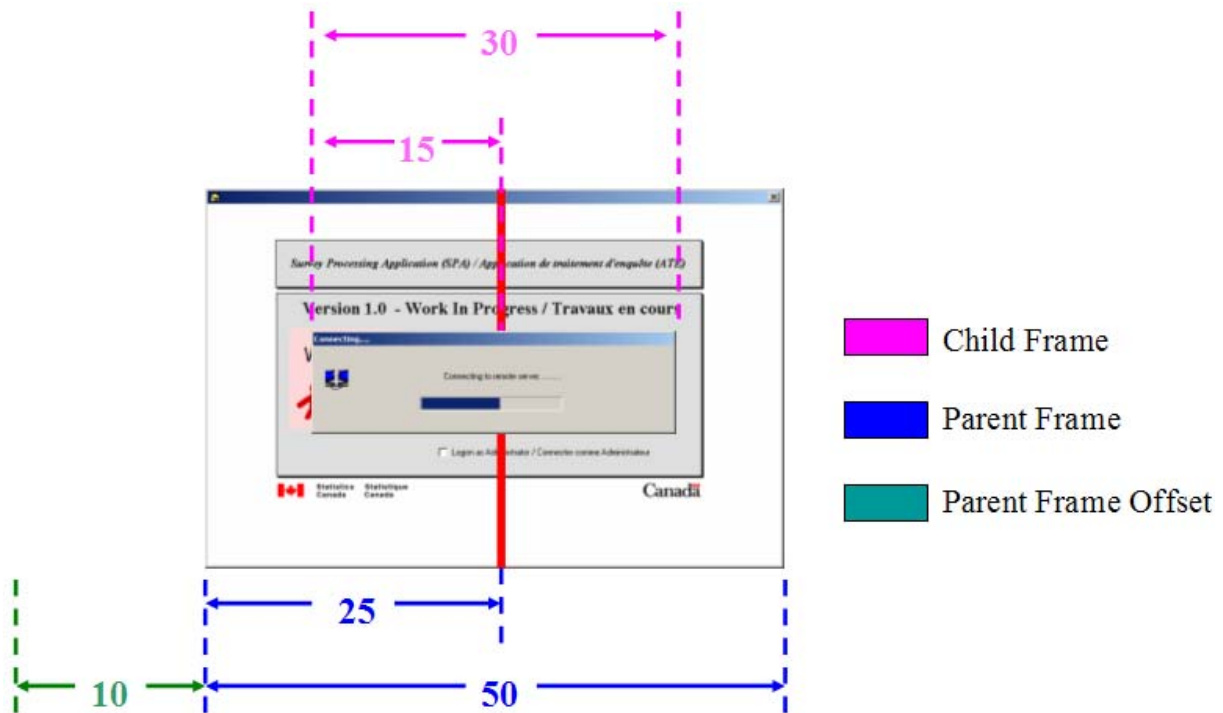 30
15
Survey Processing Application (SPA) / Application de traitement d'enquête (ATE)
Version 1.0 - Work In Progress / Travaux en cours
Connecting....
Connecting to remote server.........
Logon as Administrator / Connecter comme Administrateur
Statistics Statistique
Canada Canada
Canada
Child Frame
Parent Frame
Parent Frame Offset
25
10
50